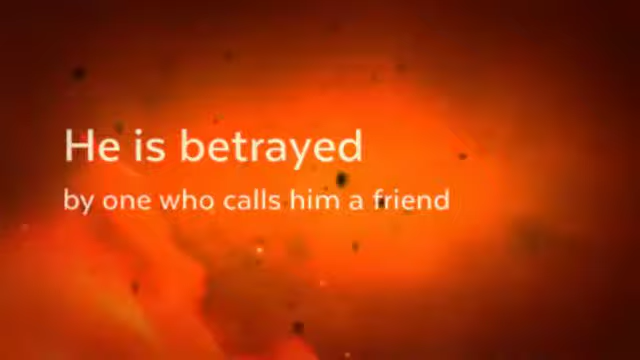 He is betrayed
by one who calls him a friend